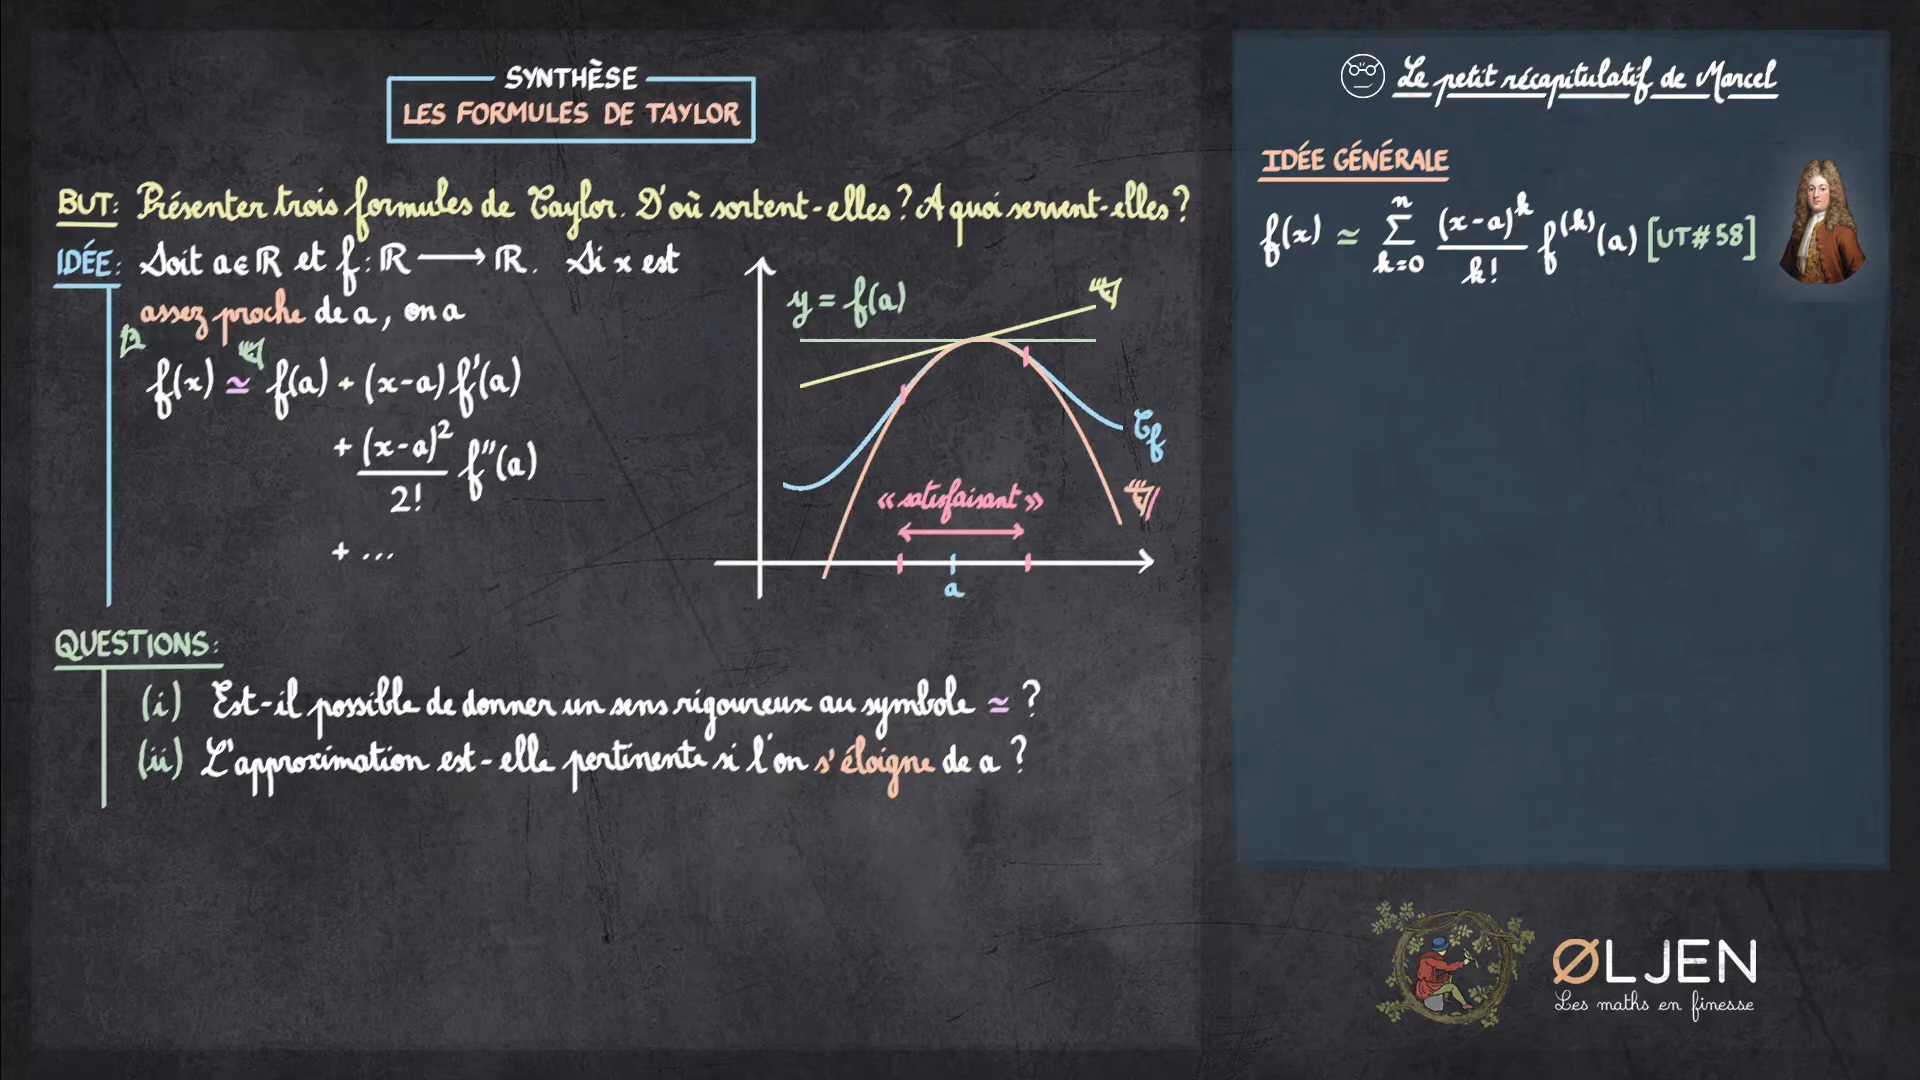 SYNTHÈSE
LES FORMULES DE TAYLOR
BUT: Présenter trois formules de Taylor. D'où sortent-elles? A quoi servent-elles?
IDÉE: Soit a∈ℝ et f: ℝ ⟶ ℝ. Si x est
assez proche de a, on a
f(x) ≃ f(a) + (x-a) f'(a)
+ (x-a)²/2! f''(a)
+ ...
y = f(a)
C_f
« satisfaisant »
a
QUESTIONS:
(i) Est-il possible de donner un sens rigoureux au symbole ≃ ?
(ii) L'approximation est-elle pertinente si l'on s'éloigne de a ?
Le petit récapitulatif de Marcel
IDÉE GÉNÉRALE
f(x) ≃ Σ_{k=0}^{n} (x-a)^k/k! f^{(k)}(a) [UT#58]
ØLJEN
Les maths en finesse